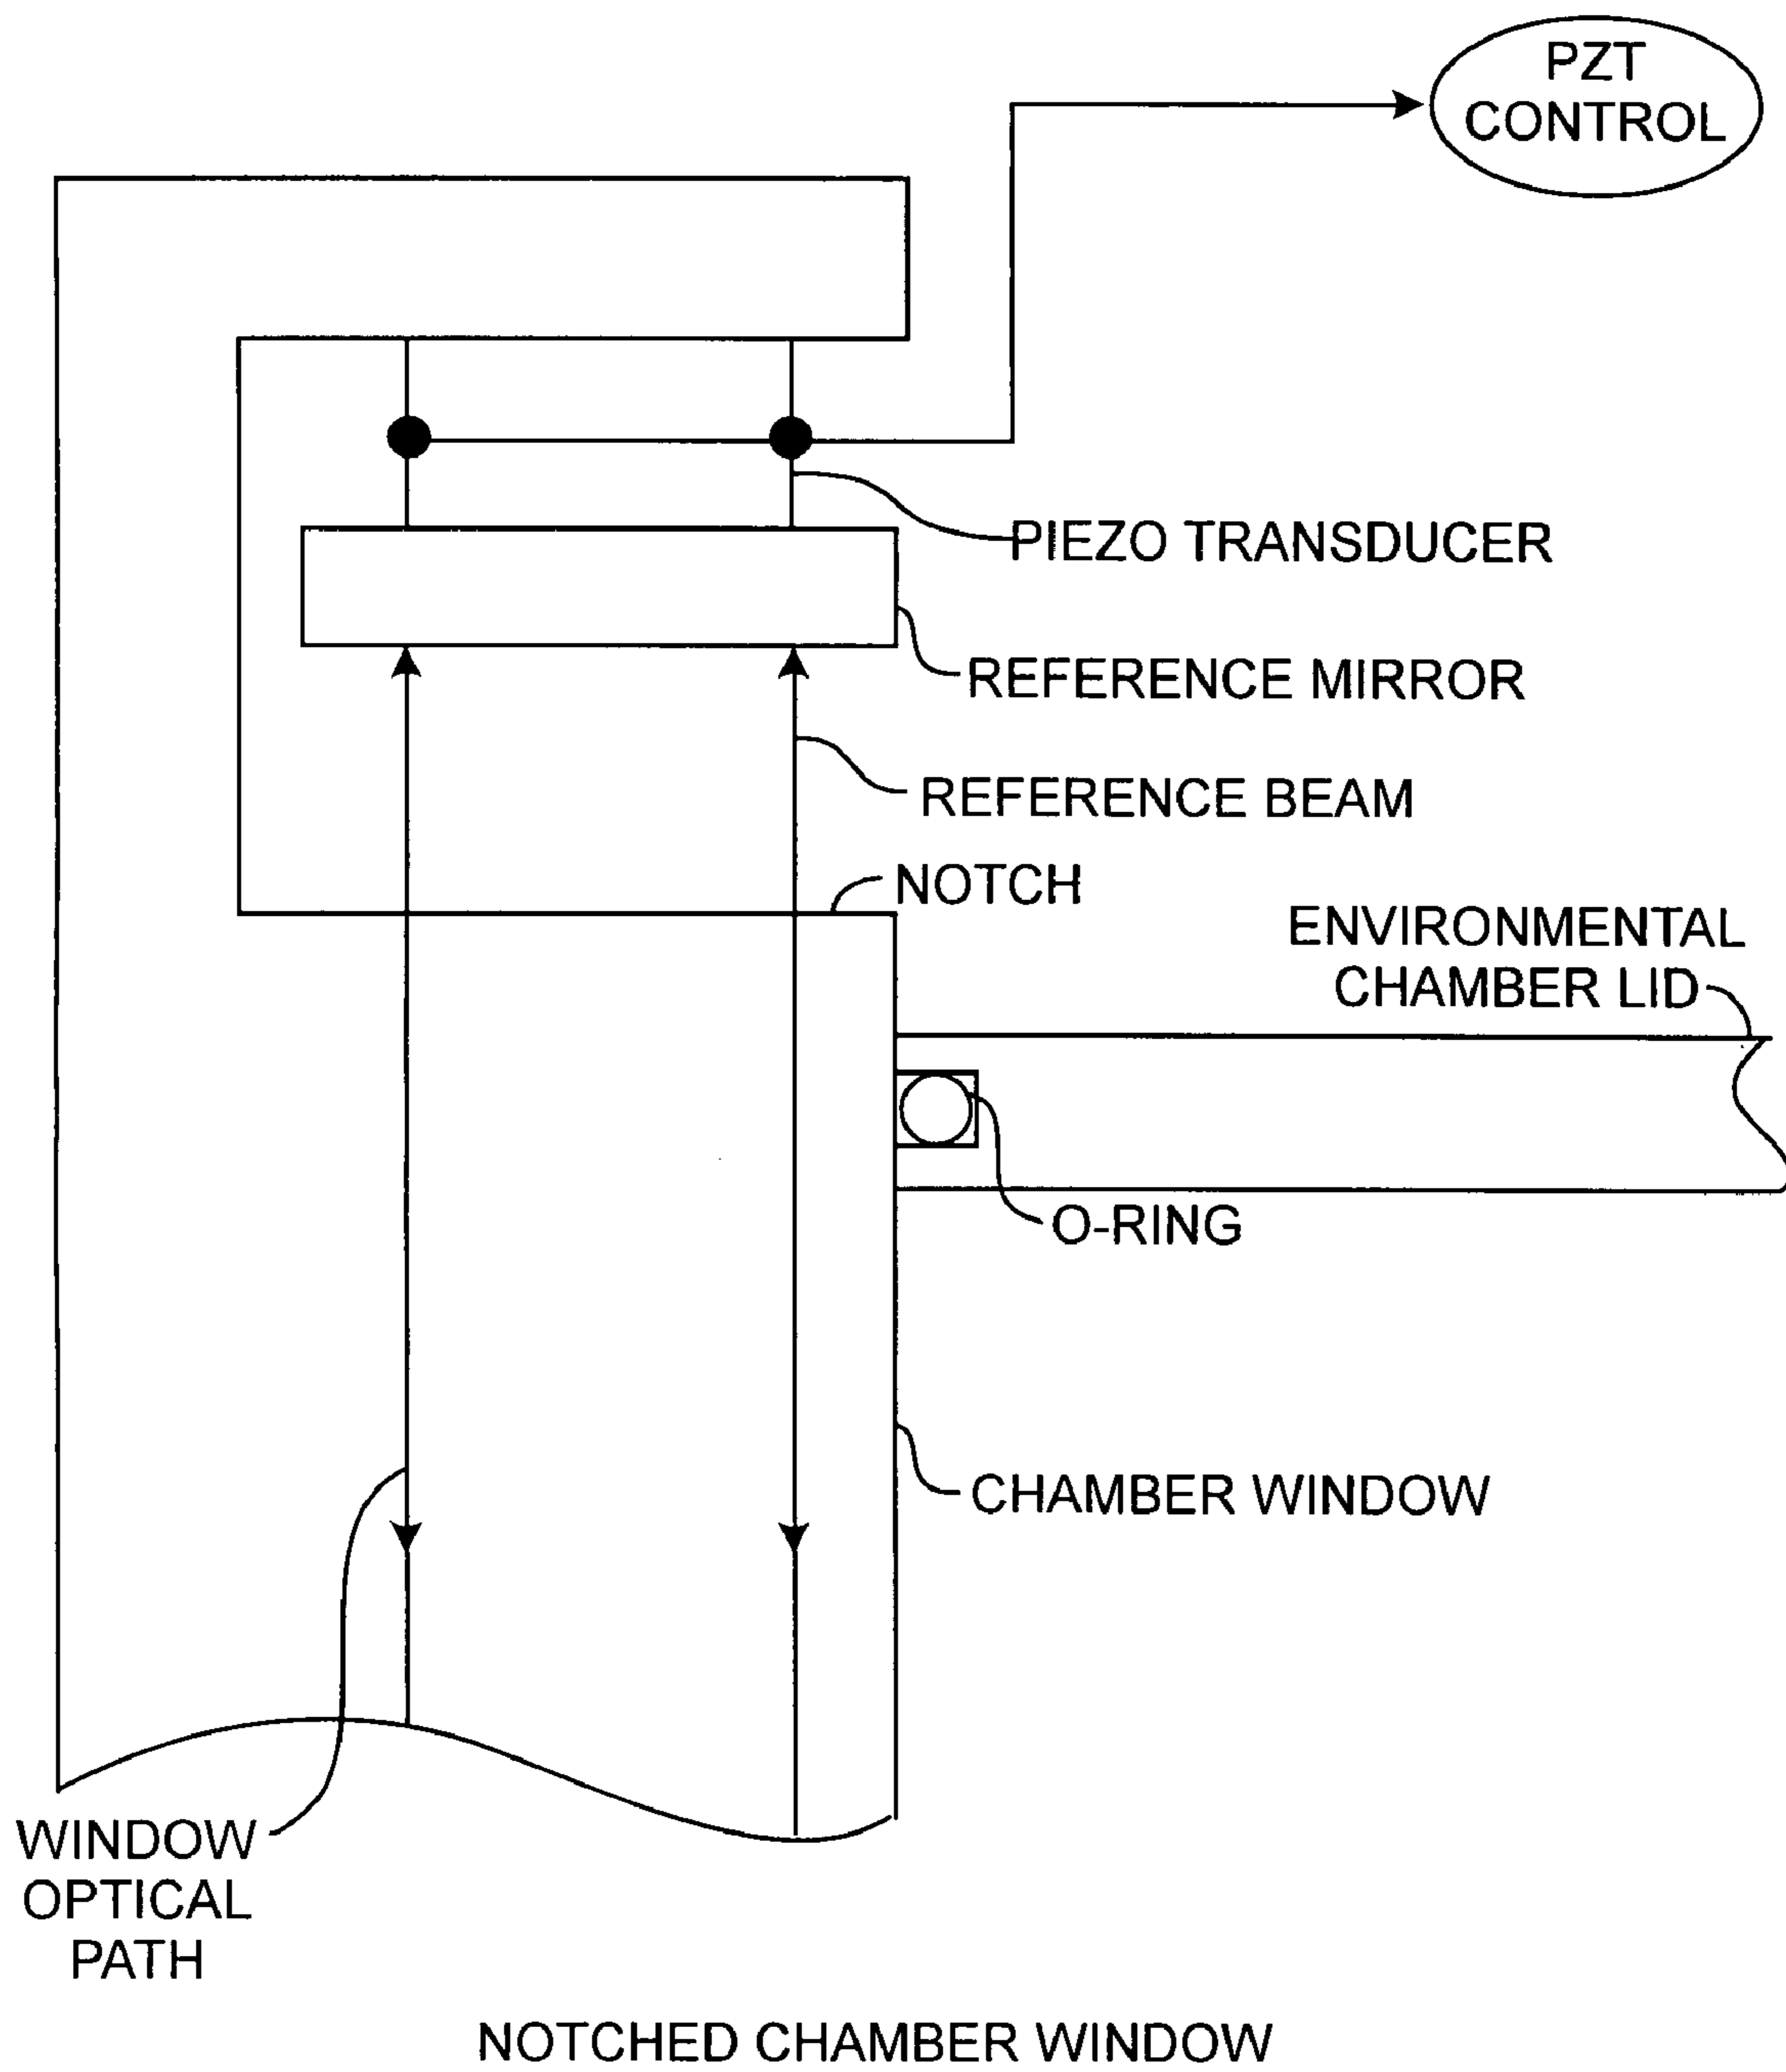 PZT
CONTROL
PIEZO TRANSDUCER
REFERENCE MIRROR
REFERENCE BEAM
NOTCH
ENVIRONMENTAL
CHAMBER LID
O-RING
CHAMBER WINDOW
WINDOW
OPTICAL
PATH
NOTCHED CHAMBER WINDOW